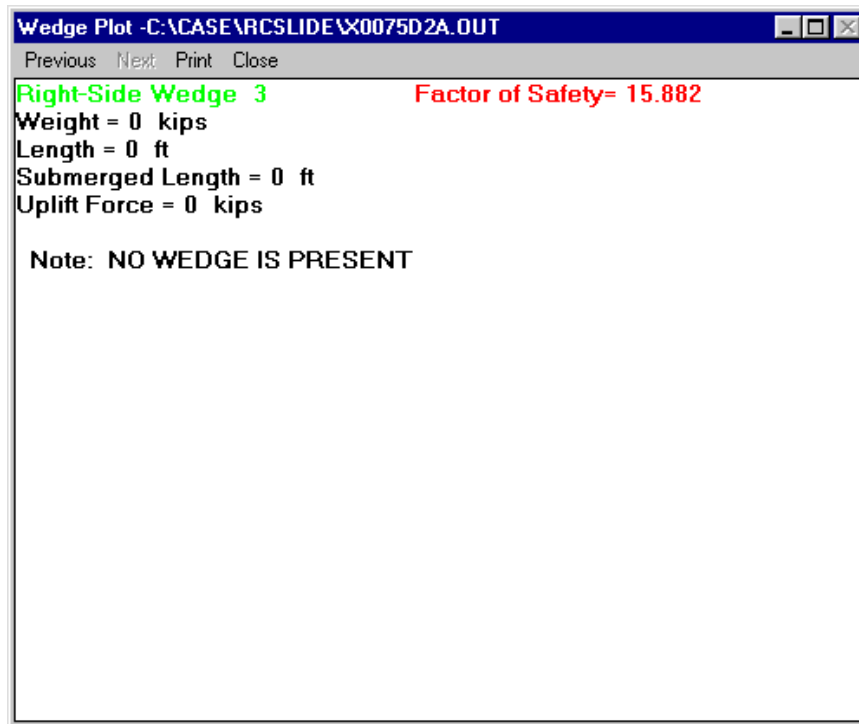 Wedge Plot -C:\CASE\RCSLIDE\X0075D2A.OUT
Previous Next Print Close
Right-Side Wedge 3 Factor of Safety= 15.882
Weight = 0 kips
Length = 0 ft
Submerged Length = 0 ft
Uplift Force = 0 kips
Note: NO WEDGE IS PRESENT